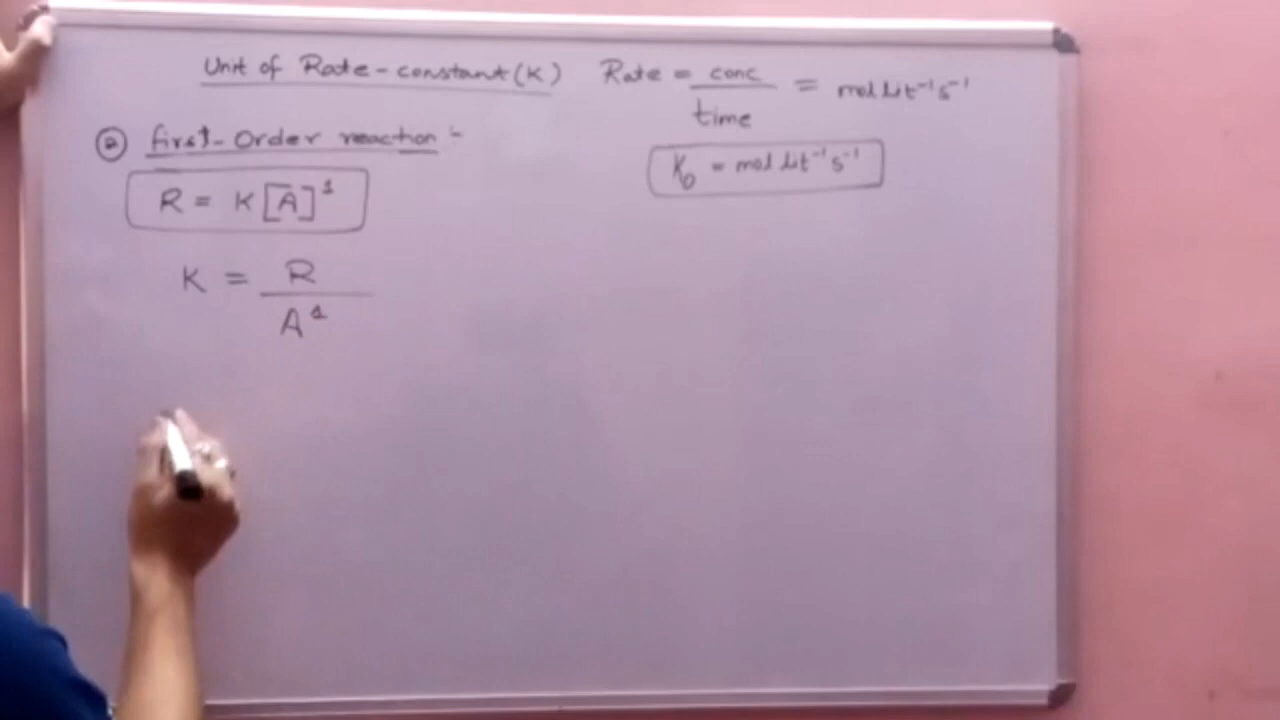 Unit of Rate-constant (K)
Rate = conc/time = mol Lit⁻¹ s⁻¹
② first-Order reaction :-
K₀ = mol Lit⁻¹ s⁻¹
R = K[A]¹
K = R/A¹